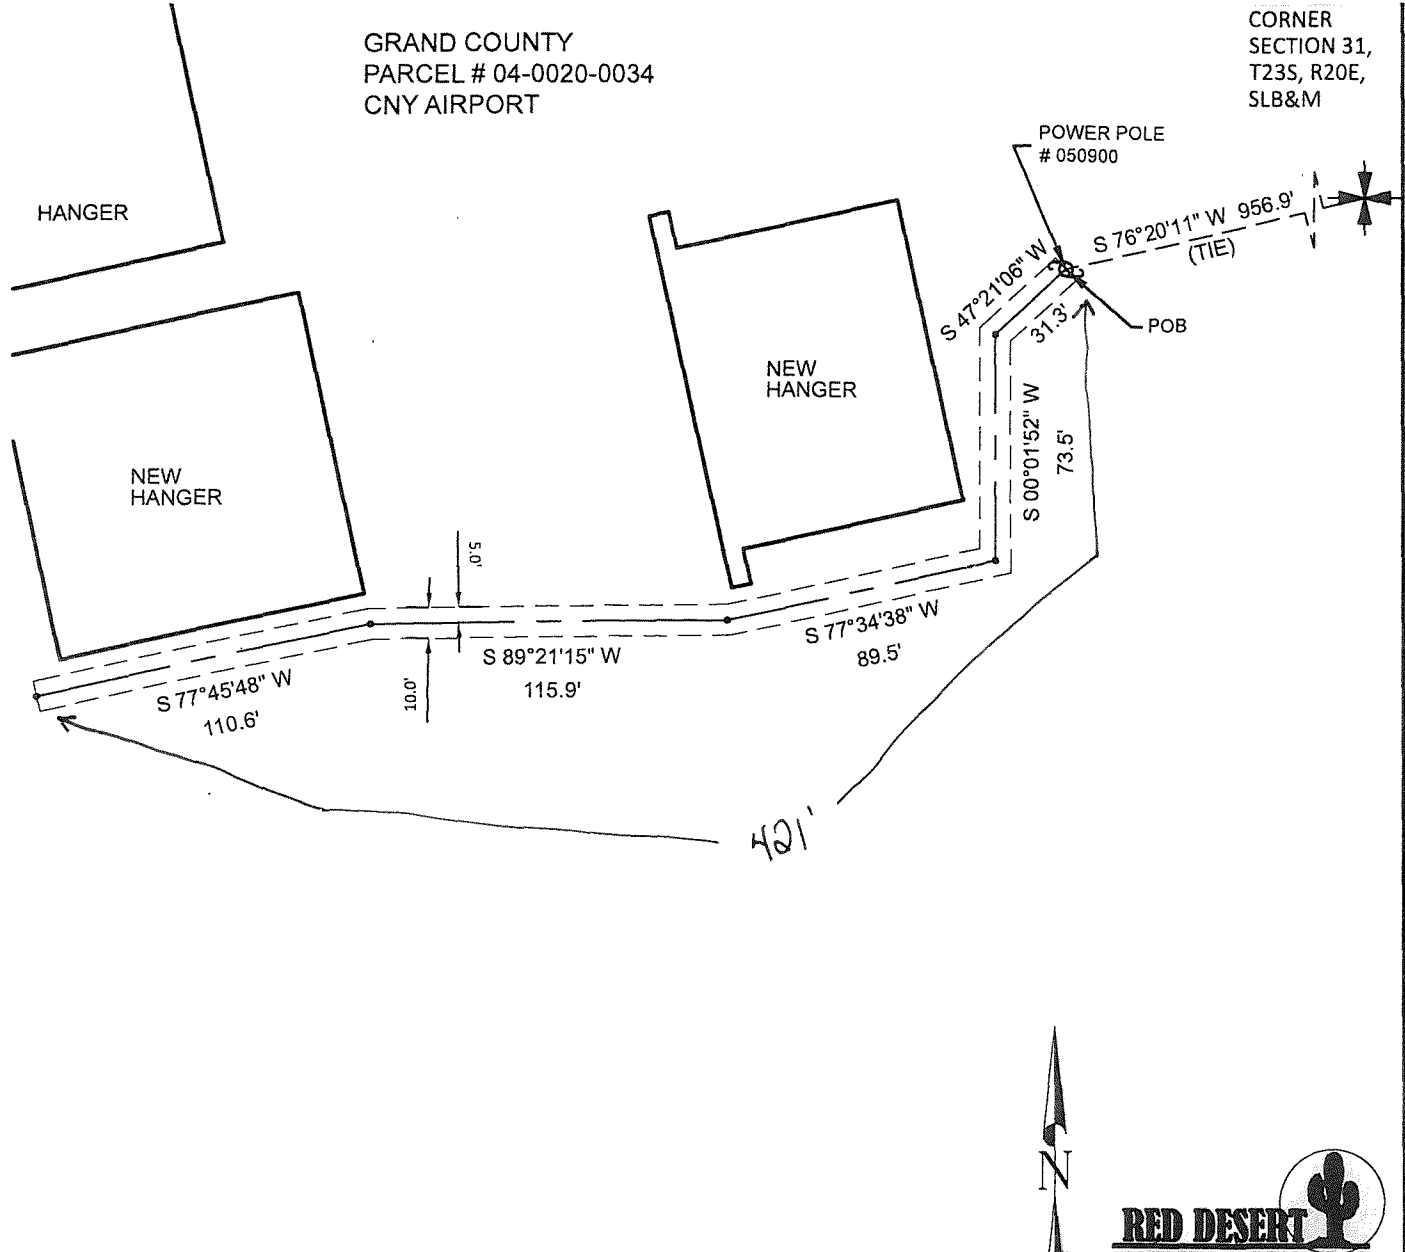 GRAND COUNTY
PARCEL # 04-0020-0034
CNY AIRPORT
CORNER
SECTION 31,
T23S, R20E,
SLB&M
POWER POLE
# 050900
HANGER
S 76°20'11" W 956.9'
(TIE)
S 47°21'06" W
31.3'
POB
NEW
HANGER
S 00°01'52" W
73.5'
NEW
HANGER
5.0'
S 77°34'38" W
89.5'
S 89°21'15" W
115.9'
10.0'
S 77°45'48" W
110.6'
421'
N
RED DESERT